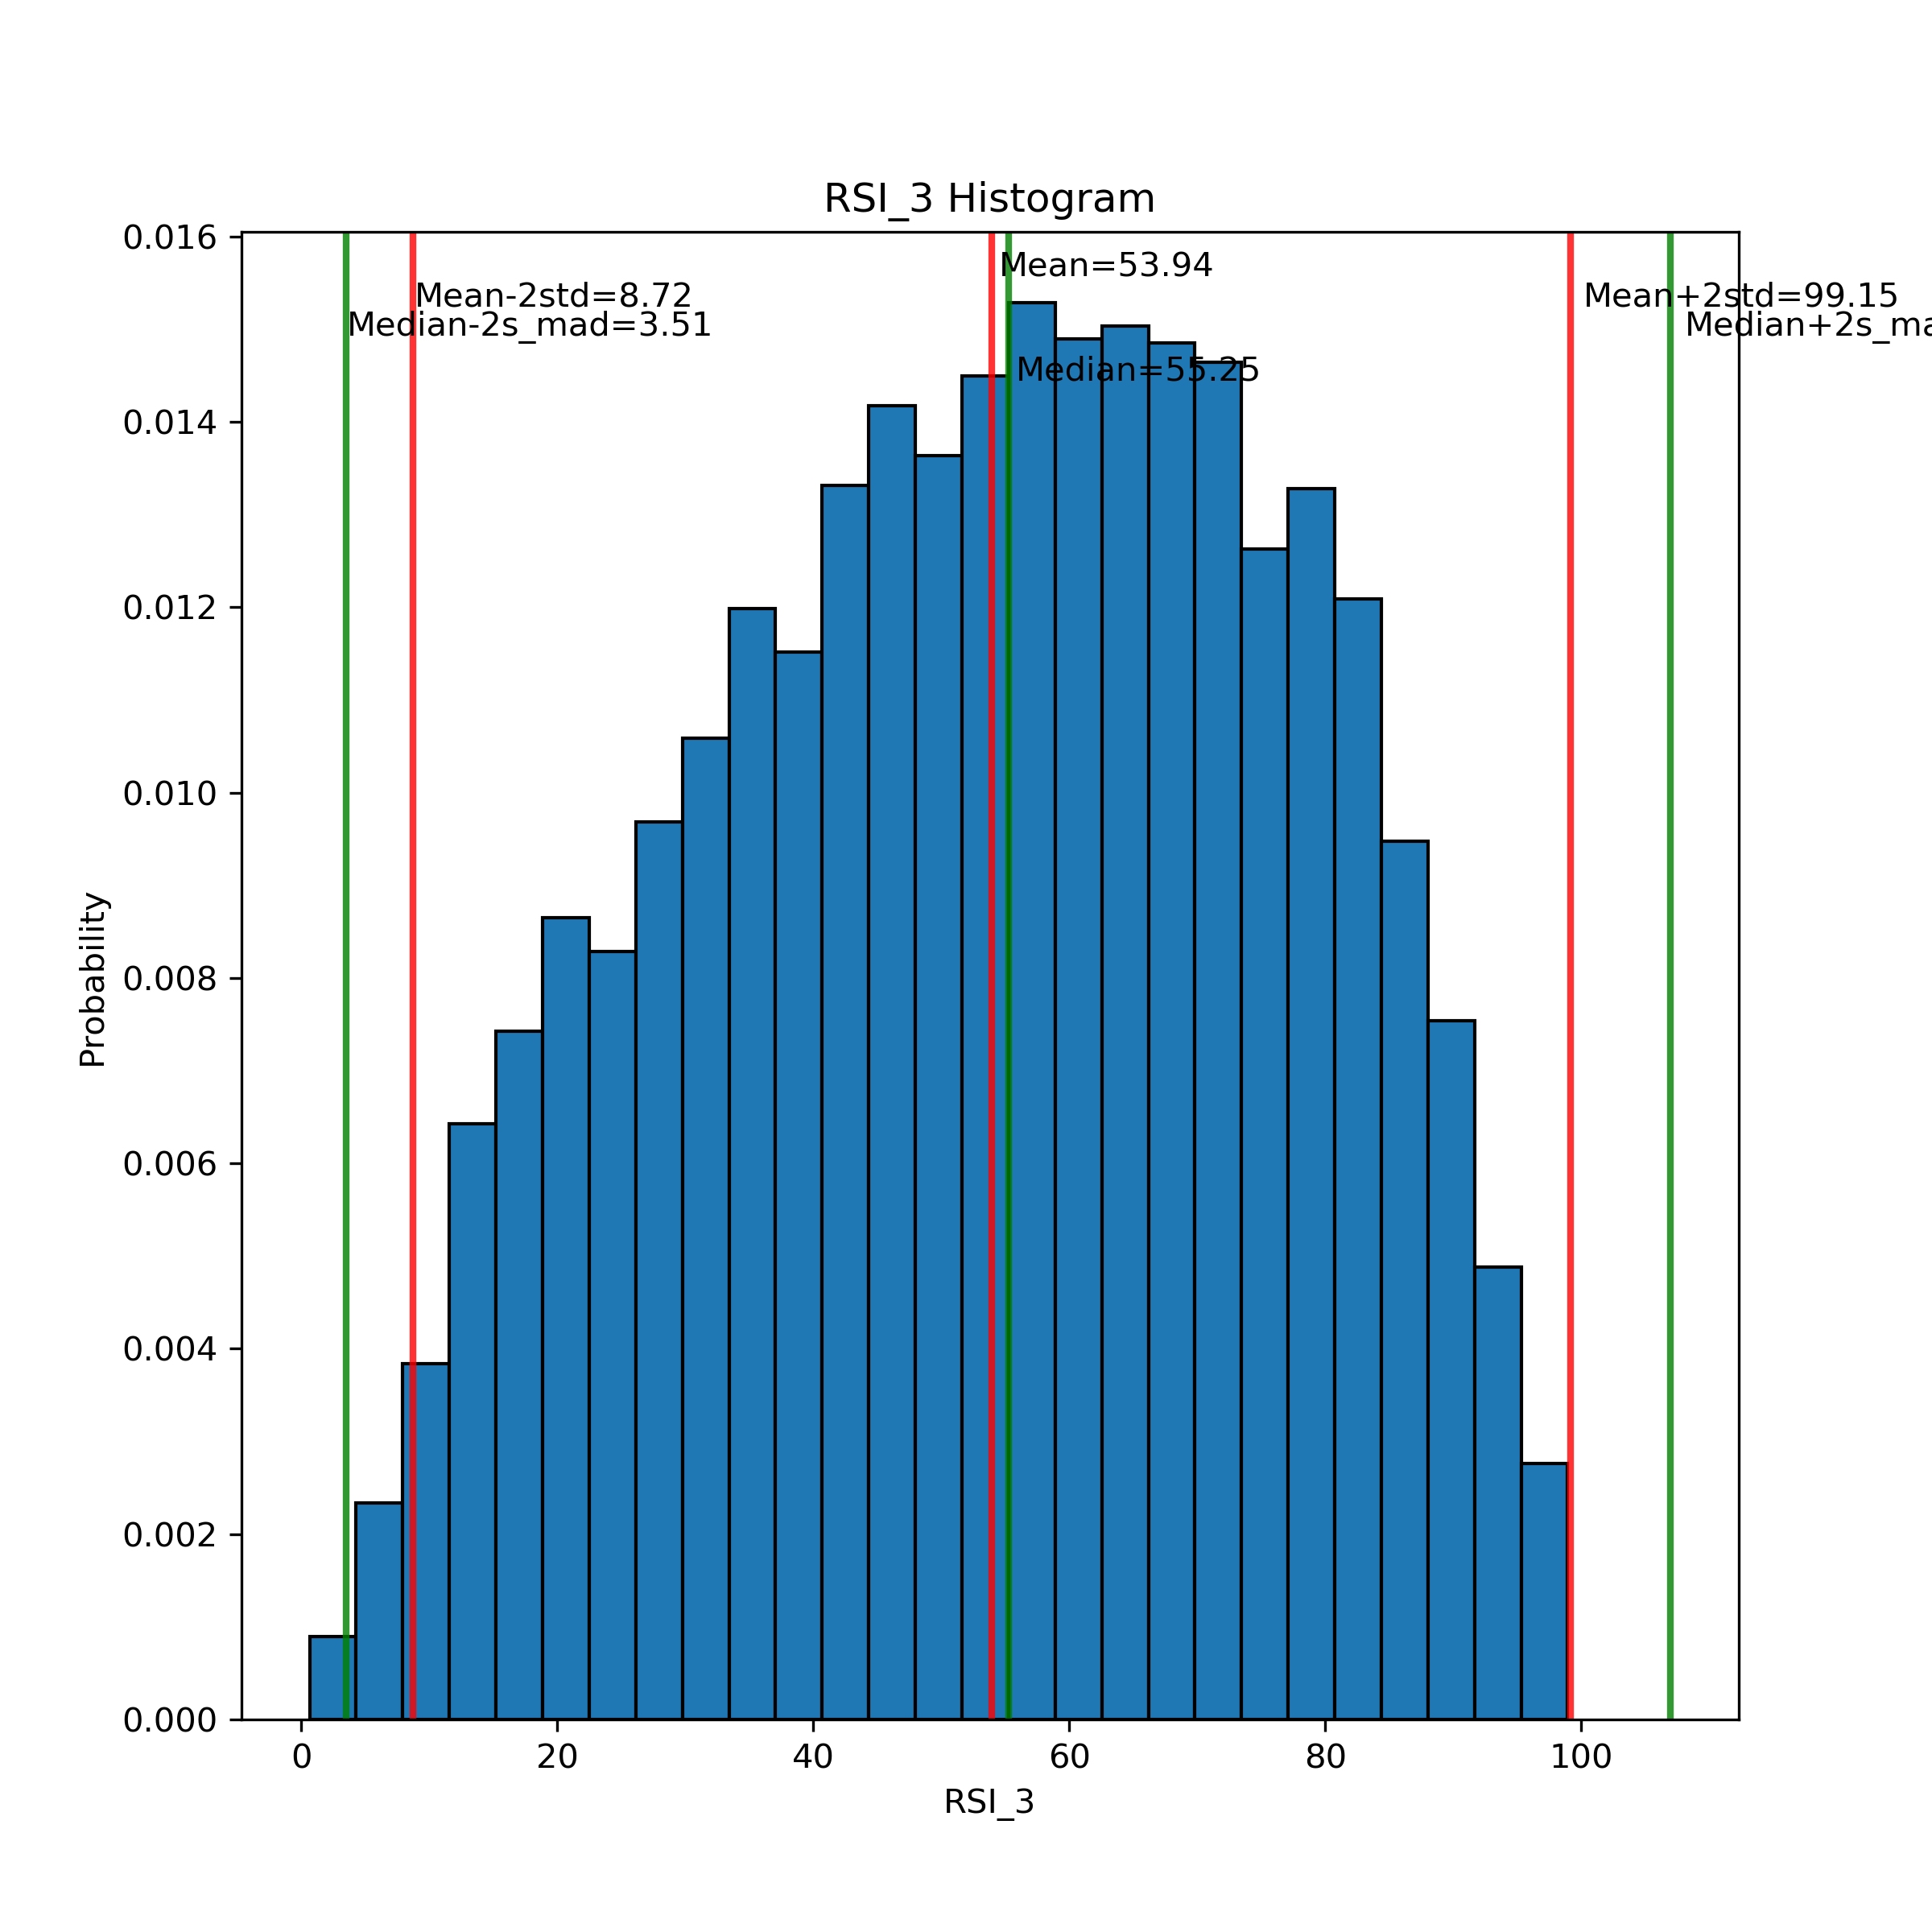 RSI_3 Histogram
0.016
0.014
0.012
0.010
0.008
0.006
0.004
0.002
0.000
Probability
Mean=53.94
Mean-2std=8.72
Mean+2std=99.15
Median-2s_mad=3.51
Median+2s_ma
Median=55.25
0 20 40 60 80 100
RSI_3